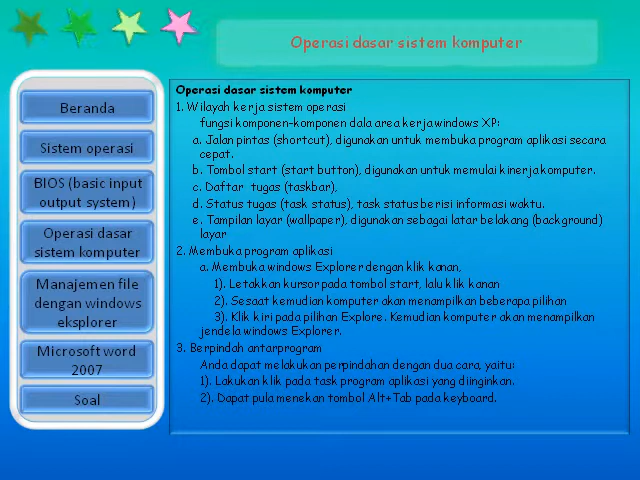 Operasi dasar sistem komputer
Beranda
Sistem operasi
BIOS (basic input
output system)
Operasi dasar
sistem komputer
Manajemen file
dengan windows
eksplorer
Microsoft word
2007
Soal
Operasi dasar sistem komputer
1. Wilayah kerja sistem operasi
fungsi komponen-komponen dala area kerja windows XP:
a. Jalan pintas (shortcut), digunakan untuk membuka program aplikasi secara
cepat.
b. Tombol start (start button), digunakan untuk memulai kinerja komputer.
c. Daftar tugas (taskbar),
d. Status tugas (task status), task status berisi informasi waktu.
e. Tampilan layar (wallpaper), digunakan sebagai latar belakang (background)
layar
2. Membuka program aplikasi
a. Membuka windows Explorer dengan klik kanan,
1). Letakkan kursor pada tombol start, lalu klik kanan
2). Sesaat kemudian komputer akan menampilkan beberapa pilihan
3). Klik kiri pada pilihan Explore. Kemudian komputer akan menampilkan
jendela windows Explorer.
3. Berpindah antarprogram
Anda dapat melakukan perpindahan dengan dua cara, yaitu:
1). Lakukan klik pada task program aplikasi yang diinginkan.
2). Dapat pula menekan tombol Alt+Tab pada keyboard.